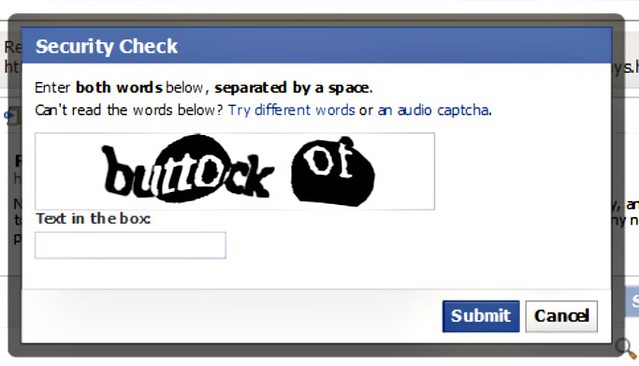 Security Check
Enter both words below, separated by a space.
Can't read the words below? Try different words or an audio captcha.
buttock of
Text in the box:
Submit Cancel